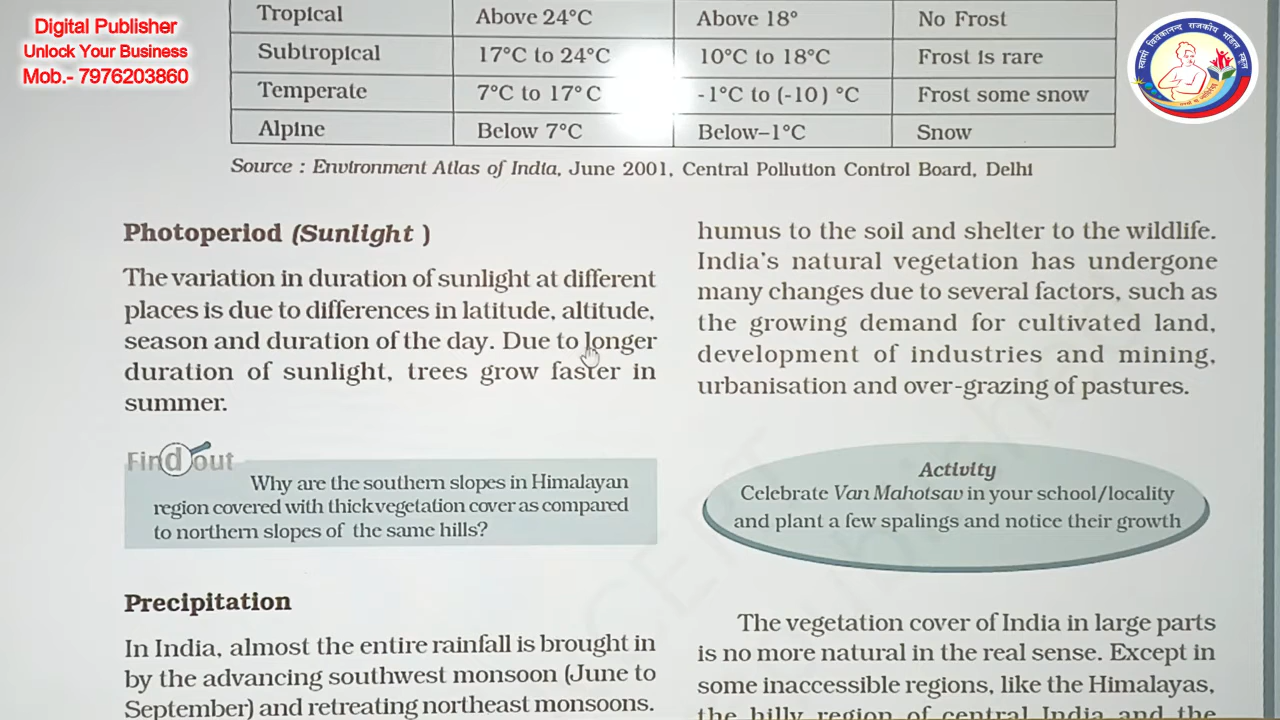 Digital Publisher
Unlock Your Business
Mob.- 7976203860
Tropical Above 24°C Above 18° No Frost
Subtropical 17°C to 24°C 10°C to 18°C Frost is rare
Temperate 7°C to 17° C -1°C to (-10) °C Frost some snow
Alpine Below 7°C Below–1°C Snow
Source : Environment Atlas of India, June 2001, Central Pollution Control Board, Delhi
Photoperiod (Sunlight )
The variation in duration of sunlight at different
places is due to differences in latitude, altitude,
season and duration of the day. Due to longer
duration of sunlight, trees grow faster in
summer.
Find out
Why are the southern slopes in Himalayan
region covered with thick vegetation cover as compared
to northern slopes of the same hills?
Precipitation
In India, almost the entire rainfall is brought in
by the advancing southwest monsoon (June to
September) and retreating northeast monsoons.
humus to the soil and shelter to the wildlife.
India's natural vegetation has undergone
many changes due to several factors, such as
the growing demand for cultivated land,
development of industries and mining,
urbanisation and over-grazing of pastures.
Activity
Celebrate Van Mahotsav in your school/locality
and plant a few spalings and notice their growth
The vegetation cover of India in large parts
is no more natural in the real sense. Except in
some inaccessible regions, like the Himalayas,
the hilly region of central India and the
स्वामी विवेकानन्द राजकीय मॉडल स्कूल